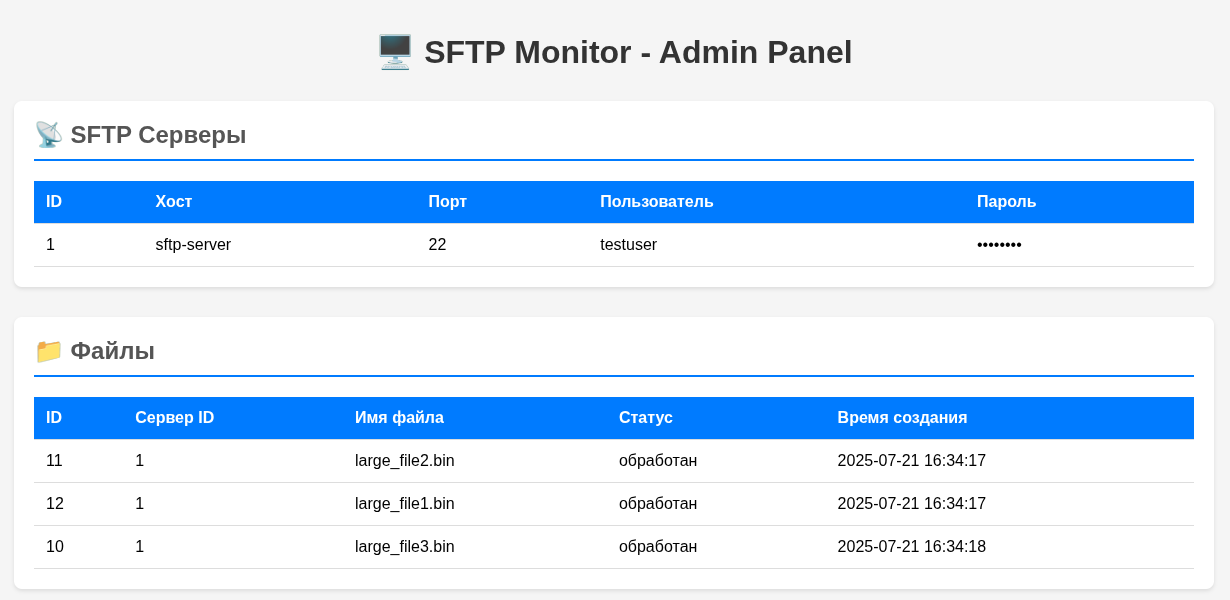 SFTP Monitor - Admin Panel
SFTP Серверы
ID Хост Порт Пользователь Пароль
1 sftp-server 22 testuser ••••••••
Файлы
ID Сервер ID Имя файла Статус Время создания
11 1 large_file2.bin обработан 2025-07-21 16:34:17
12 1 large_file1.bin обработан 2025-07-21 16:34:17
10 1 large_file3.bin обработан 2025-07-21 16:34:18